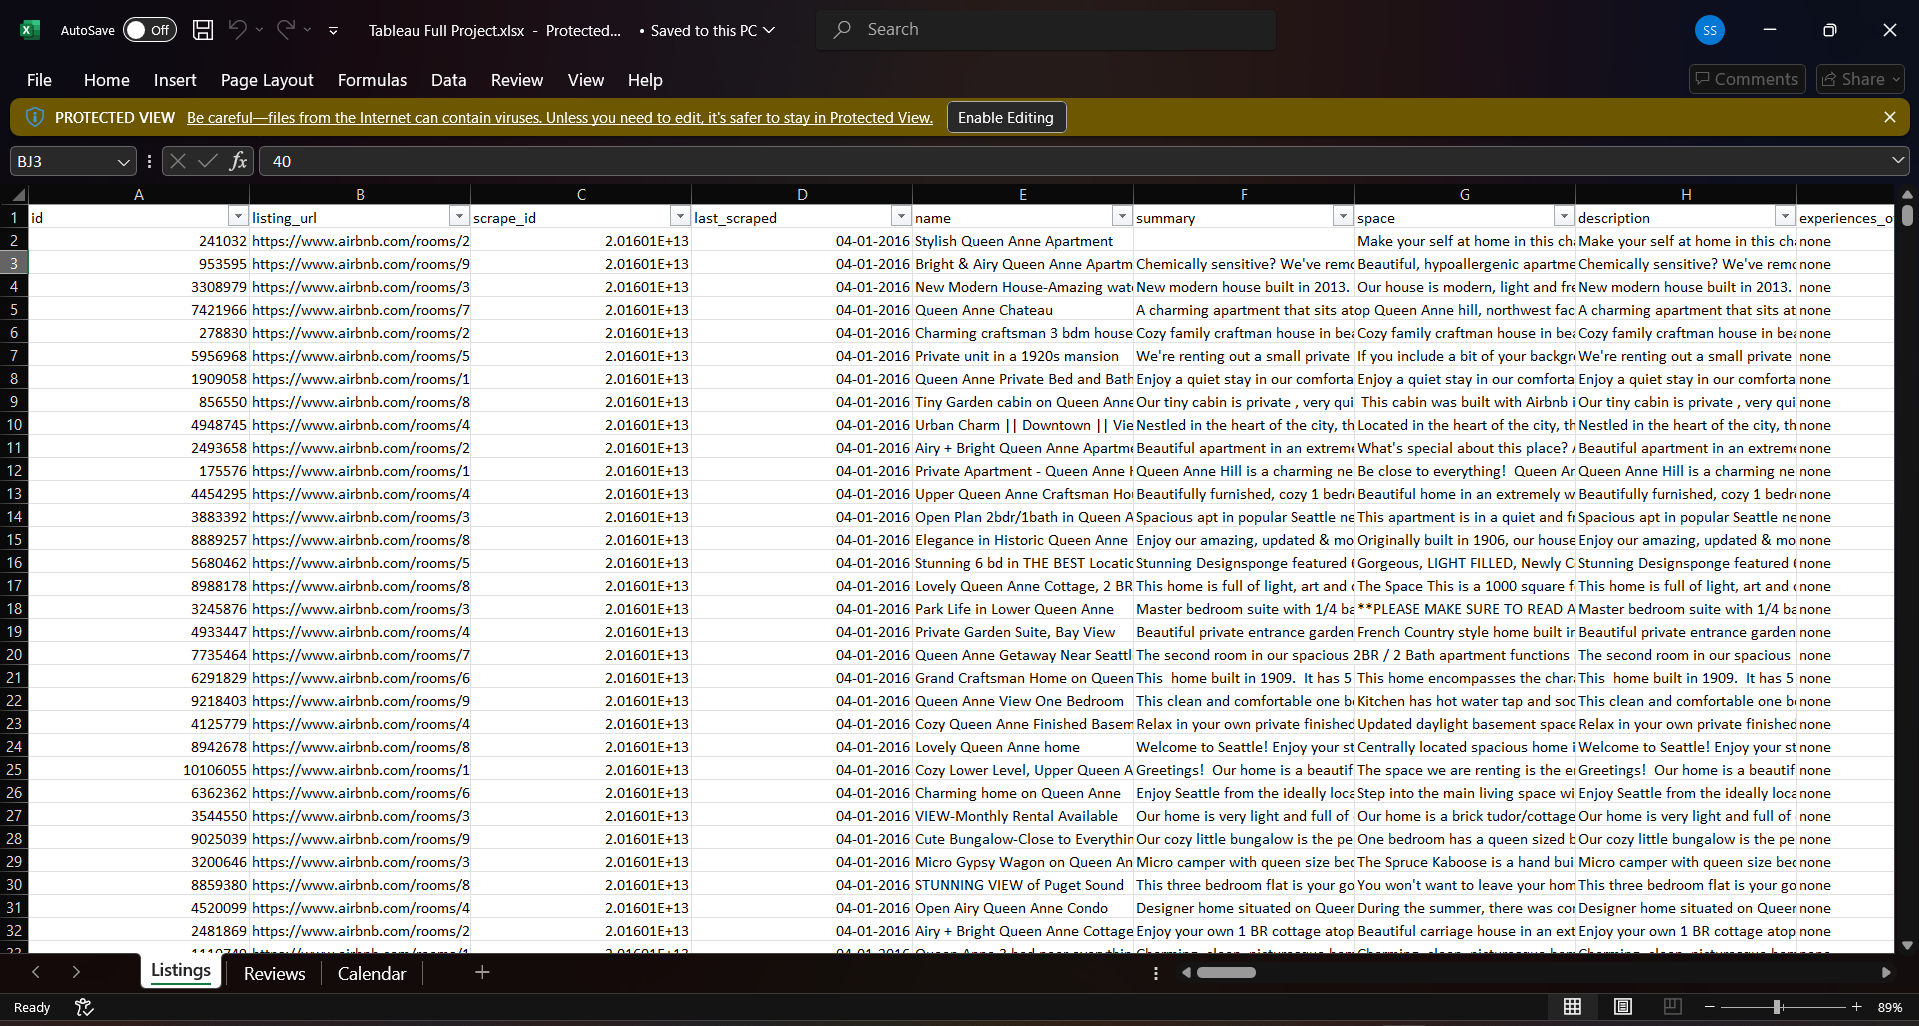 AutoSave Off Tableau Full Project.xlsx - Protected... • Saved to this PC Search SS
File Home Insert Page Layout Formulas Data Review View Help Comments Share
PROTECTED VIEW Be careful—files from the Internet can contain viruses. Unless you need to edit, it's safer to stay in Protected View. Enable Editing
BJ3 fx 40
A B C D E F G H
1 id listing_url scrape_id last_scraped name summary space description experiences_o
2 241032 https://www.airbnb.com/rooms/2 2.01601E+13 04-01-2016 Stylish Queen Anne Apartment Make your self at home in this ch Make your self at home in this cha none
3 953595 https://www.airbnb.com/rooms/9 2.01601E+13 04-01-2016 Bright & Airy Queen Anne Apartm Chemically sensitive? We've remo Beautiful, hypoallergenic apartme Chemically sensitive? We've remo none
4 3308979 https://www.airbnb.com/rooms/3 2.01601E+13 04-01-2016 New Modern House-Amazing wat New modern house built in 2013. Our house is modern, light and fre New modern house built in 2013. none
5 7421966 https://www.airbnb.com/rooms/7 2.01601E+13 04-01-2016 Queen Anne Chateau A charming apartment that sits atop Queen Anne hill, northwest fac A charming apartment that sits at none
6 278830 https://www.airbnb.com/rooms/2 2.01601E+13 04-01-2016 Charming craftsman 3 bdm house Cozy family craftman house in bea Cozy family craftman house in bea Cozy family craftman house in bea none
7 5956968 https://www.airbnb.com/rooms/5 2.01601E+13 04-01-2016 Private unit in a 1920s mansion We're renting out a small private If you include a bit of your backgr We're renting out a small private none
8 1909058 https://www.airbnb.com/rooms/1 2.01601E+13 04-01-2016 Queen Anne Private Bed and Bath Enjoy a quiet stay in our comforta Enjoy a quiet stay in our comforta Enjoy a quiet stay in our comforta none
9 856550 https://www.airbnb.com/rooms/8 2.01601E+13 04-01-2016 Tiny Garden cabin on Queen Anne Our tiny cabin is private , very qui This cabin was built with Airbnb i Our tiny cabin is private , very qui none
10 4948745 https://www.airbnb.com/rooms/4 2.01601E+13 04-01-2016 Urban Charm || Downtown || Vie Nestled in the heart of the city, th Located in the heart of the city, th Nestled in the heart of the city, th none
11 2493658 https://www.airbnb.com/rooms/2 2.01601E+13 04-01-2016 Airy + Bright Queen Anne Apartme Beautiful apartment in an extreme What's special about this place? Beautiful apartment in an extreme none
12 175576 https://www.airbnb.com/rooms/1 2.01601E+13 04-01-2016 Private Apartment - Queen Anne Queen Anne Hill is a charming ne Be close to everything! Queen An Queen Anne Hill is a charming ne none
13 4454295 https://www.airbnb.com/rooms/4 2.01601E+13 04-01-2016 Upper Queen Anne Craftsman Ho Beautifully furnished, cozy 1 bedr Beautiful home in an extremely w Beautifully furnished, cozy 1 bedr none
14 3883392 https://www.airbnb.com/rooms/3 2.01601E+13 04-01-2016 Open Plan 2bdr/1bath in Queen A Spacious apt in popular Seattle ne This apartment is in a quiet and fr Spacious apt in popular Seattle ne none
15 8889257 https://www.airbnb.com/rooms/8 2.01601E+13 04-01-2016 Elegance in Historic Queen Anne Enjoy our amazing, updated & mo Originally built in 1906, our house Enjoy our amazing, updated & mo none
16 5680462 https://www.airbnb.com/rooms/5 2.01601E+13 04-01-2016 Stunning 6 bd in THE BEST Locatic Stunning Designsponge featured Gorgeous, LIGHT FILLED, Newly C Stunning Designsponge featured none
17 8988178 https://www.airbnb.com/rooms/8 2.01601E+13 04-01-2016 Lovely Queen Anne Cottage, 2 BR This home is full of light, art and The Space This is a 1000 square f This home is full of light, art and none
18 3245876 https://www.airbnb.com/rooms/3 2.01601E+13 04-01-2016 Park Life in Lower Queen Anne Master bedroom suite with 1/4 ba **PLEASE MAKE SURE TO READ A Master bedroom suite with 1/4 ba none
19 4933447 https://www.airbnb.com/rooms/4 2.01601E+13 04-01-2016 Private Garden Suite, Bay View Beautiful private entrance garden French Country style home built in Beautiful private entrance garden none
20 7735464 https://www.airbnb.com/rooms/7 2.01601E+13 04-01-2016 Queen Anne Getaway Near Seattl The second room in our spacious 2BR / 2 Bath apartment functions The second room in our spacious none
21 6291829 https://www.airbnb.com/rooms/6 2.01601E+13 04-01-2016 Grand Craftsman Home on Queen This home built in 1909. It has 5 This home encompasses the char This home built in 1909. It has 5 none
22 9218403 https://www.airbnb.com/rooms/9 2.01601E+13 04-01-2016 Queen Anne View One Bedroom This clean and comfortable one be Kitchen has hot water tap and soc This clean and comfortable one be none
23 4125779 https://www.airbnb.com/rooms/4 2.01601E+13 04-01-2016 Cozy Queen Anne Finished Basem Relax in your own private finished Updated daylight basement space Relax in your own private finished none
24 8942678 https://www.airbnb.com/rooms/8 2.01601E+13 04-01-2016 Lovely Queen Anne home Welcome to Seattle! Enjoy your st Centrally located spacious home i Welcome to Seattle! Enjoy your st none
25 10106055 https://www.airbnb.com/rooms/1 2.01601E+13 04-01-2016 Cozy Lower Level, Upper Queen A Greetings! Our home is a beautif The space we are renting is the e Greetings! Our home is a beautif none
26 6362362 https://www.airbnb.com/rooms/6 2.01601E+13 04-01-2016 Charming home on Queen Anne Enjoy Seattle from the ideally loca Step into the main living space wi Enjoy Seattle from the ideally loca none
27 3544550 https://www.airbnb.com/rooms/3 2.01601E+13 04-01-2016 VIEW-Monthly Rental Available Our home is very light and full of Our home is a brick tudor/cottage Our home is very light and full of none
28 9025039 https://www.airbnb.com/rooms/9 2.01601E+13 04-01-2016 Cute Bungalow-Close to Everythin Our cozy little bungalow is the pe One bedroom has a queen sized b Our cozy little bungalow is the pe none
29 3200646 https://www.airbnb.com/rooms/3 2.01601E+13 04-01-2016 Micro Gypsy Wagon on Queen An Micro camper with queen size bed The Spruce Kaboose is a hand bui Micro camper with queen size bed none
30 8859380 https://www.airbnb.com/rooms/8 2.01601E+13 04-01-2016 STUNNING VIEW of Puget Sound This three bedroom flat is your go You won't want to leave your hom This three bedroom flat is your go none
31 4520099 https://www.airbnb.com/rooms/4 2.01601E+13 04-01-2016 Open Airy Queen Anne Condo Designer home situated on Queen During the summer, there was co Designer home situated on Queen none
32 2481869 https://www.airbnb.com/rooms/2 2.01601E+13 04-01-2016 Airy + Bright Queen Anne Cottage Enjoy your own 1 BR cottage atop Beautiful carriage house in an ext Enjoy your own 1 BR cottage atop none
Listings Reviews Calendar
Ready 89%